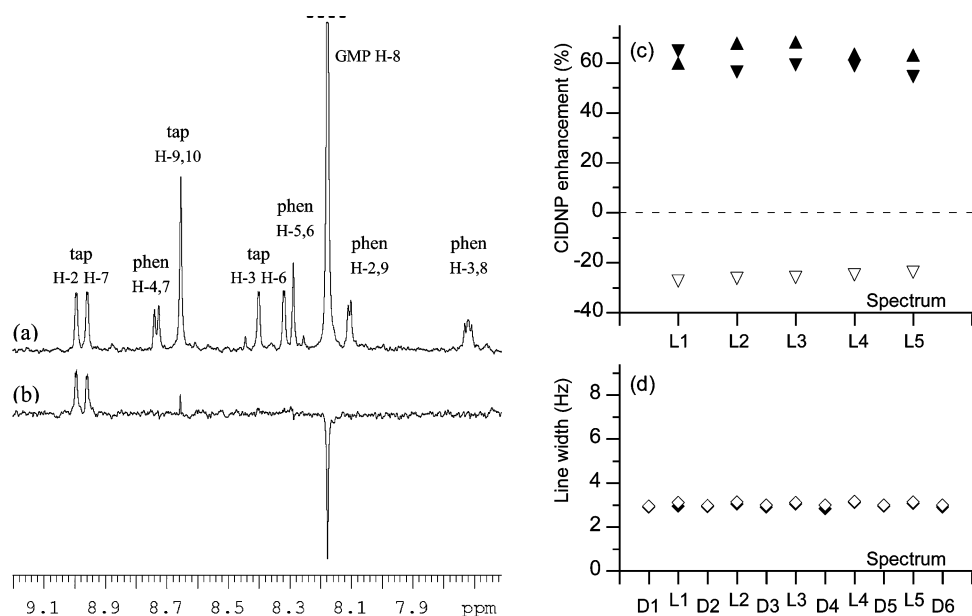 GMP H-8
tap
H-9,10
phen
H-5,6
tap
H-2 H-7
phen
H-4,7
tap
H-3 H-6
phen
H-2,9
phen
H-3,8
(a)
(b)
9.1 8.9 8.7 8.5 8.3 8.1 7.9 ppm
(c)
CIDNP enhancement (%)
60
40
20
0
-20
-40
Spectrum
L1 L2 L3 L4 L5
(d)
Line width (Hz)
8
6
4
2
0
Spectrum
D1 L1 D2 L2 D3 L3 D4 L4 D5 L5 D6